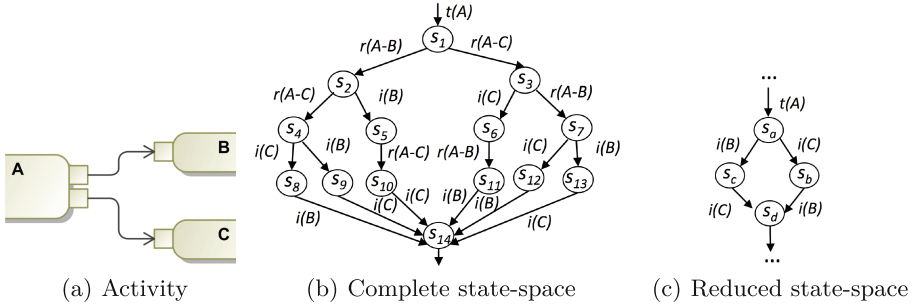 A
B
C
(a) Activity
t(A)
s1
r(A-B)
r(A-C)
s2
s3
r(A-C)
i(B)
i(C)
r(A-B)
s4
s5
s6
s7
i(C)
i(B)
r(A-C)
r(A-B)
i(C)
i(B)
s8
s9
s10
s11
s12
s13
i(B)
i(C)
i(C)
i(B)
i(B)
i(C)
s14
(b) Complete state-space
...
t(A)
sa
i(B)
i(C)
sc
sb
i(C)
i(B)
sd
...
(c) Reduced state-space